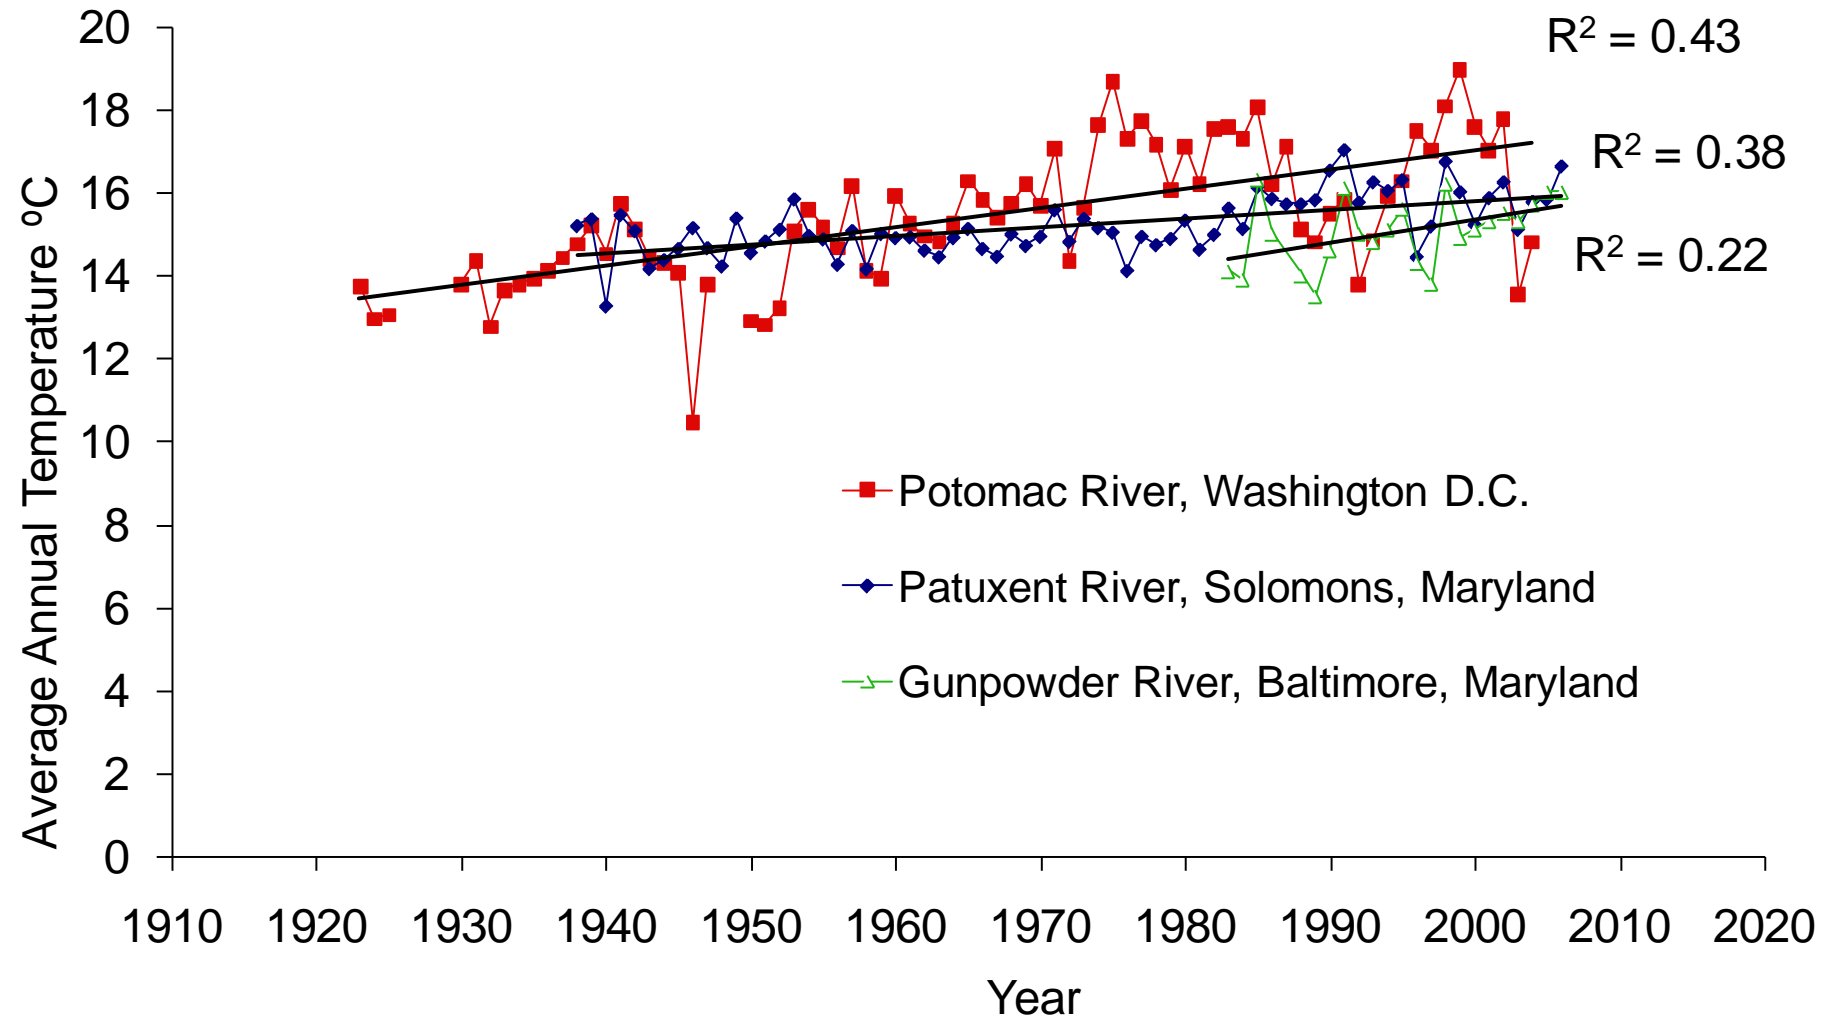 20
18
16
14
12
10
8
6
4
2
0
Average Annual Temperature ºC
R² = 0.43
R² = 0.38
R² = 0.22
Potomac River, Washington D.C.
Patuxent River, Solomons, Maryland
Gunpowder River, Baltimore, Maryland
1910 1920 1930 1940 1950 1960 1970 1980 1990 2000 2010 2020
Year